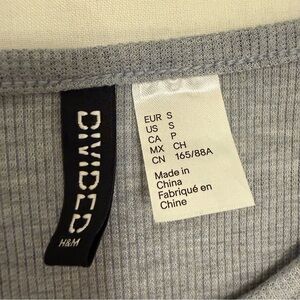 DIVIDED
H&M
EUR S
US S
CA P
MX CH
CN 165/88A
Made in
China
Fabriqué en
Chine